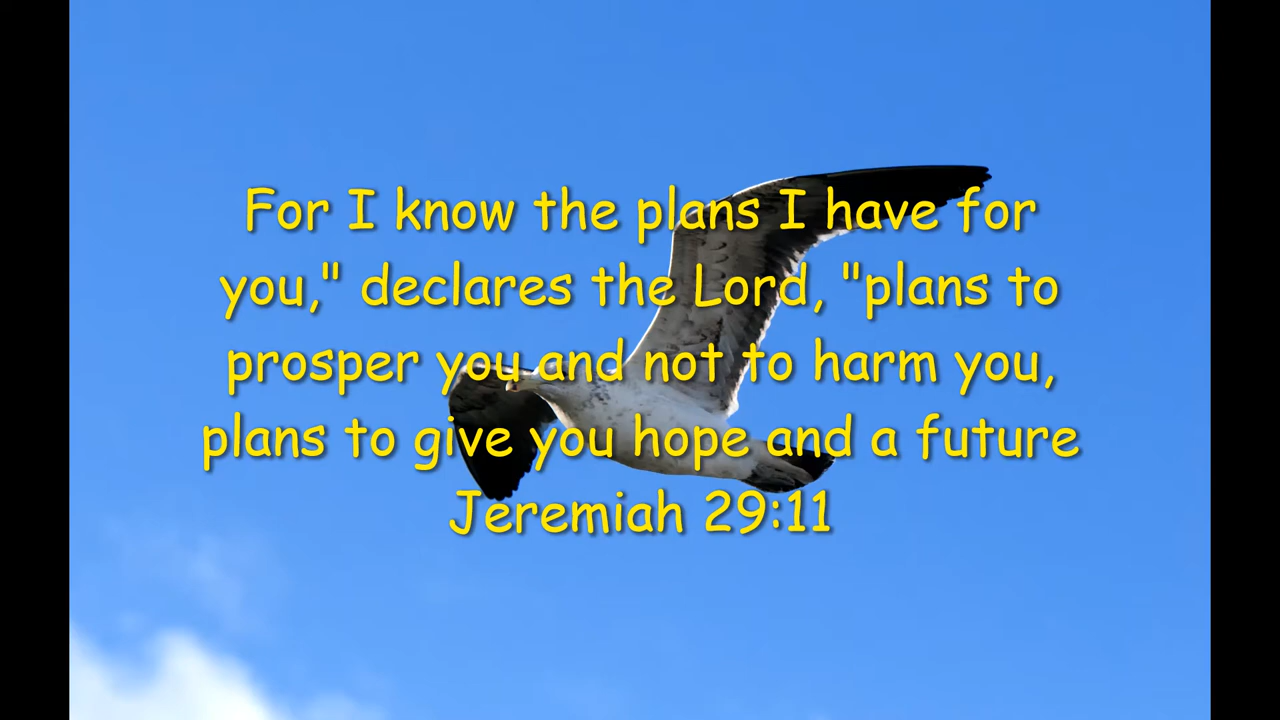 For I know the plans I have for
you," declares the Lord, "plans to
prosper you and not to harm you,
plans to give you hope and a future
Jeremiah 29:11